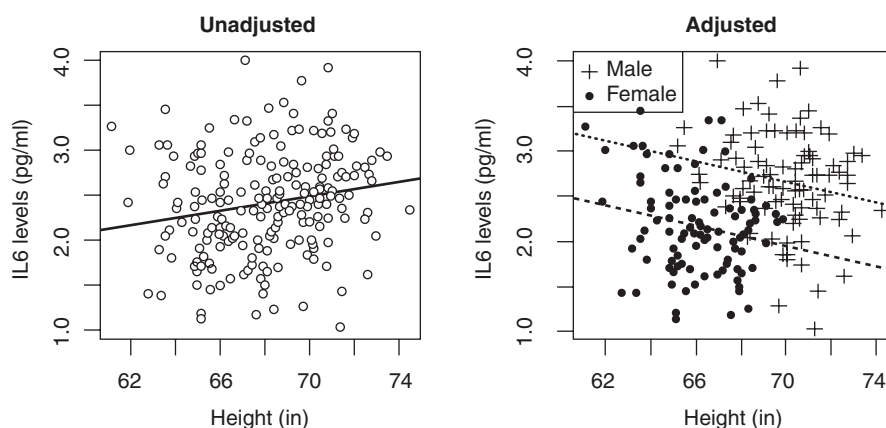 Unadjusted
IL6 levels (pg/ml)
4.0
3.0
2.0
1.0
62 66 70 74
Height (in)
Adjusted
Male
Female
IL6 levels (pg/ml)
4.0
3.0
2.0
1.0
62 66 70 74
Height (in)